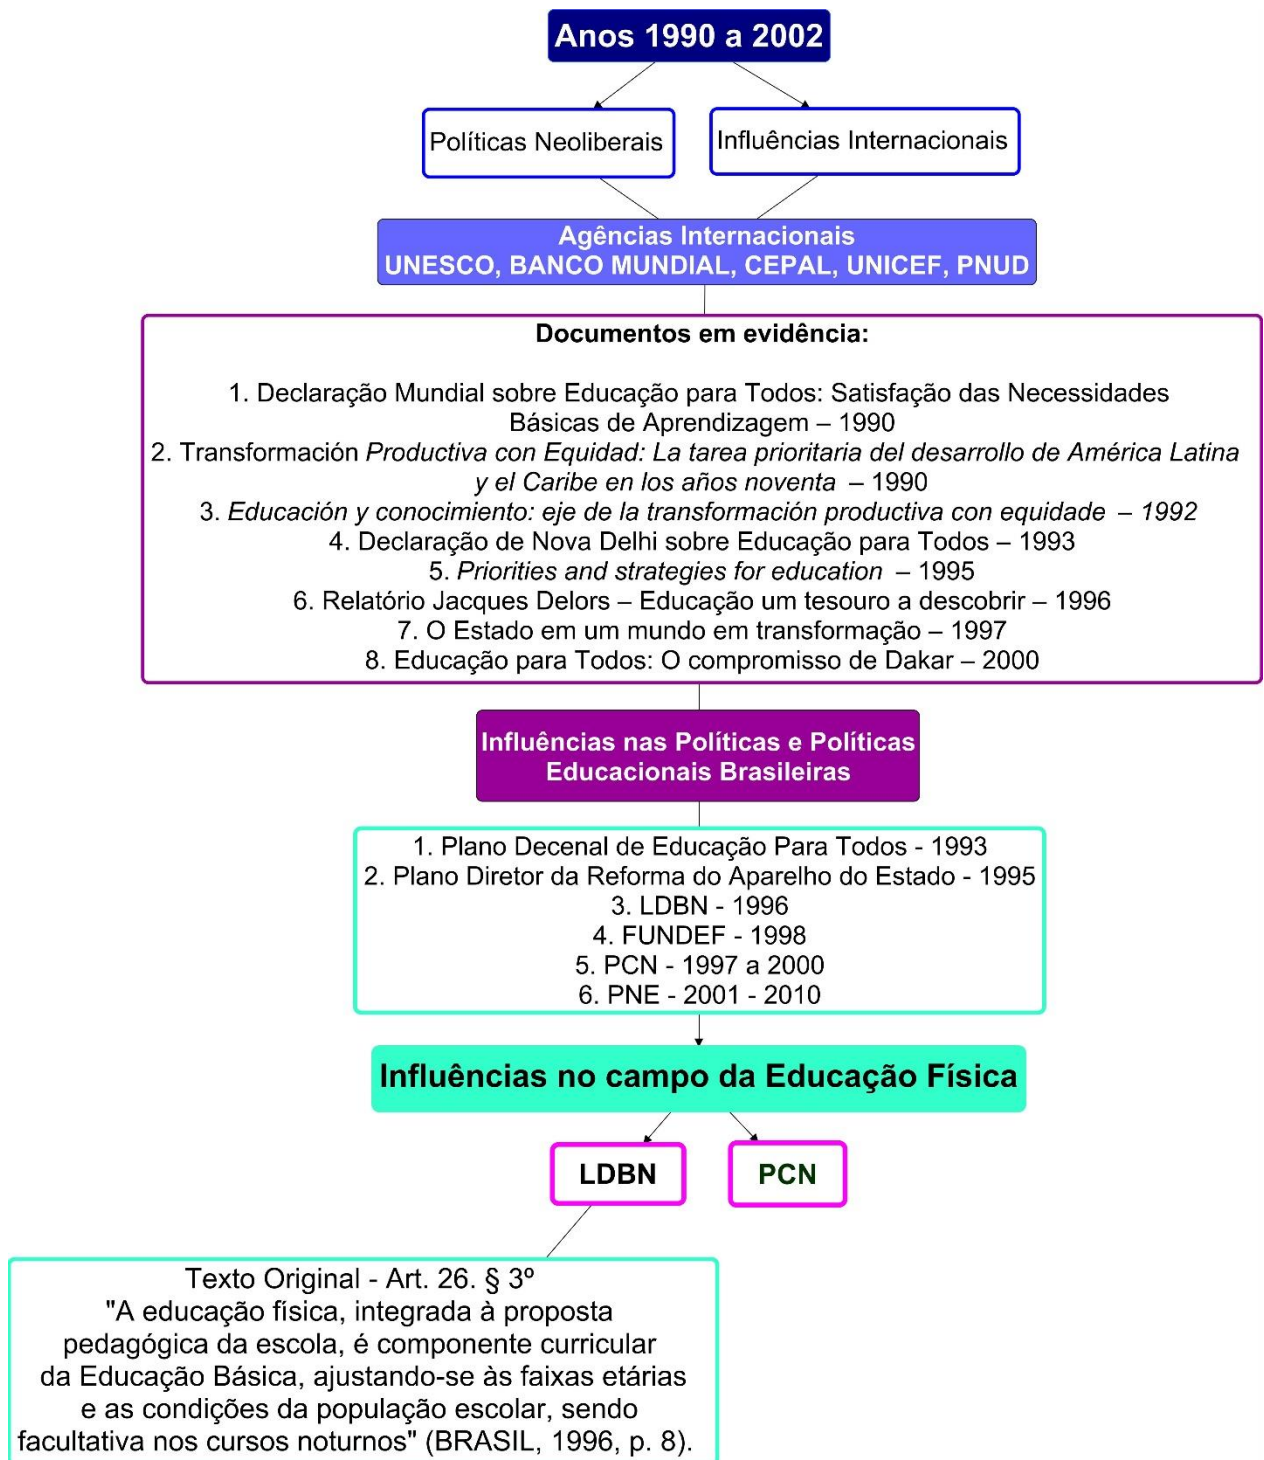 Anos 1990 a 2002
Políticas Neoliberais
Influências Internacionais
Agências Internacionais
UNESCO, BANCO MUNDIAL, CEPAL, UNICEF, PNUD
Documentos em evidência:
1. Declaração Mundial sobre Educação para Todos: Satisfação das Necessidades
Básicas de Aprendizagem – 1990
2. Transformación Productiva con Equidad: La tarea prioritaria del desarrollo de América Latina
y el Caribe en los años noventa – 1990
3. Educación y conocimiento: eje de la transformación productiva con equidade – 1992
4. Declaração de Nova Delhi sobre Educação para Todos – 1993
5. Priorities and strategies for education – 1995
6. Relatório Jacques Delors – Educação um tesouro a descobrir – 1996
7. O Estado em um mundo em transformação – 1997
8. Educação para Todos: O compromisso de Dakar – 2000
Influências nas Políticas e Políticas
Educacionais Brasileiras
1. Plano Decenal de Educação Para Todos - 1993
2. Plano Diretor da Reforma do Aparelho do Estado - 1995
3. LDBN - 1996
4. FUNDEF - 1998
5. PCN - 1997 a 2000
6. PNE - 2001 - 2010
Influências no campo da Educação Física
LDBN
PCN
Texto Original - Art. 26. § 3º
"A educação física, integrada à proposta
pedagógica da escola, é componente curricular
da Educação Básica, ajustando-se às faixas etárias
e as condições da população escolar, sendo
facultativa nos cursos noturnos" (BRASIL, 1996, p. 8).